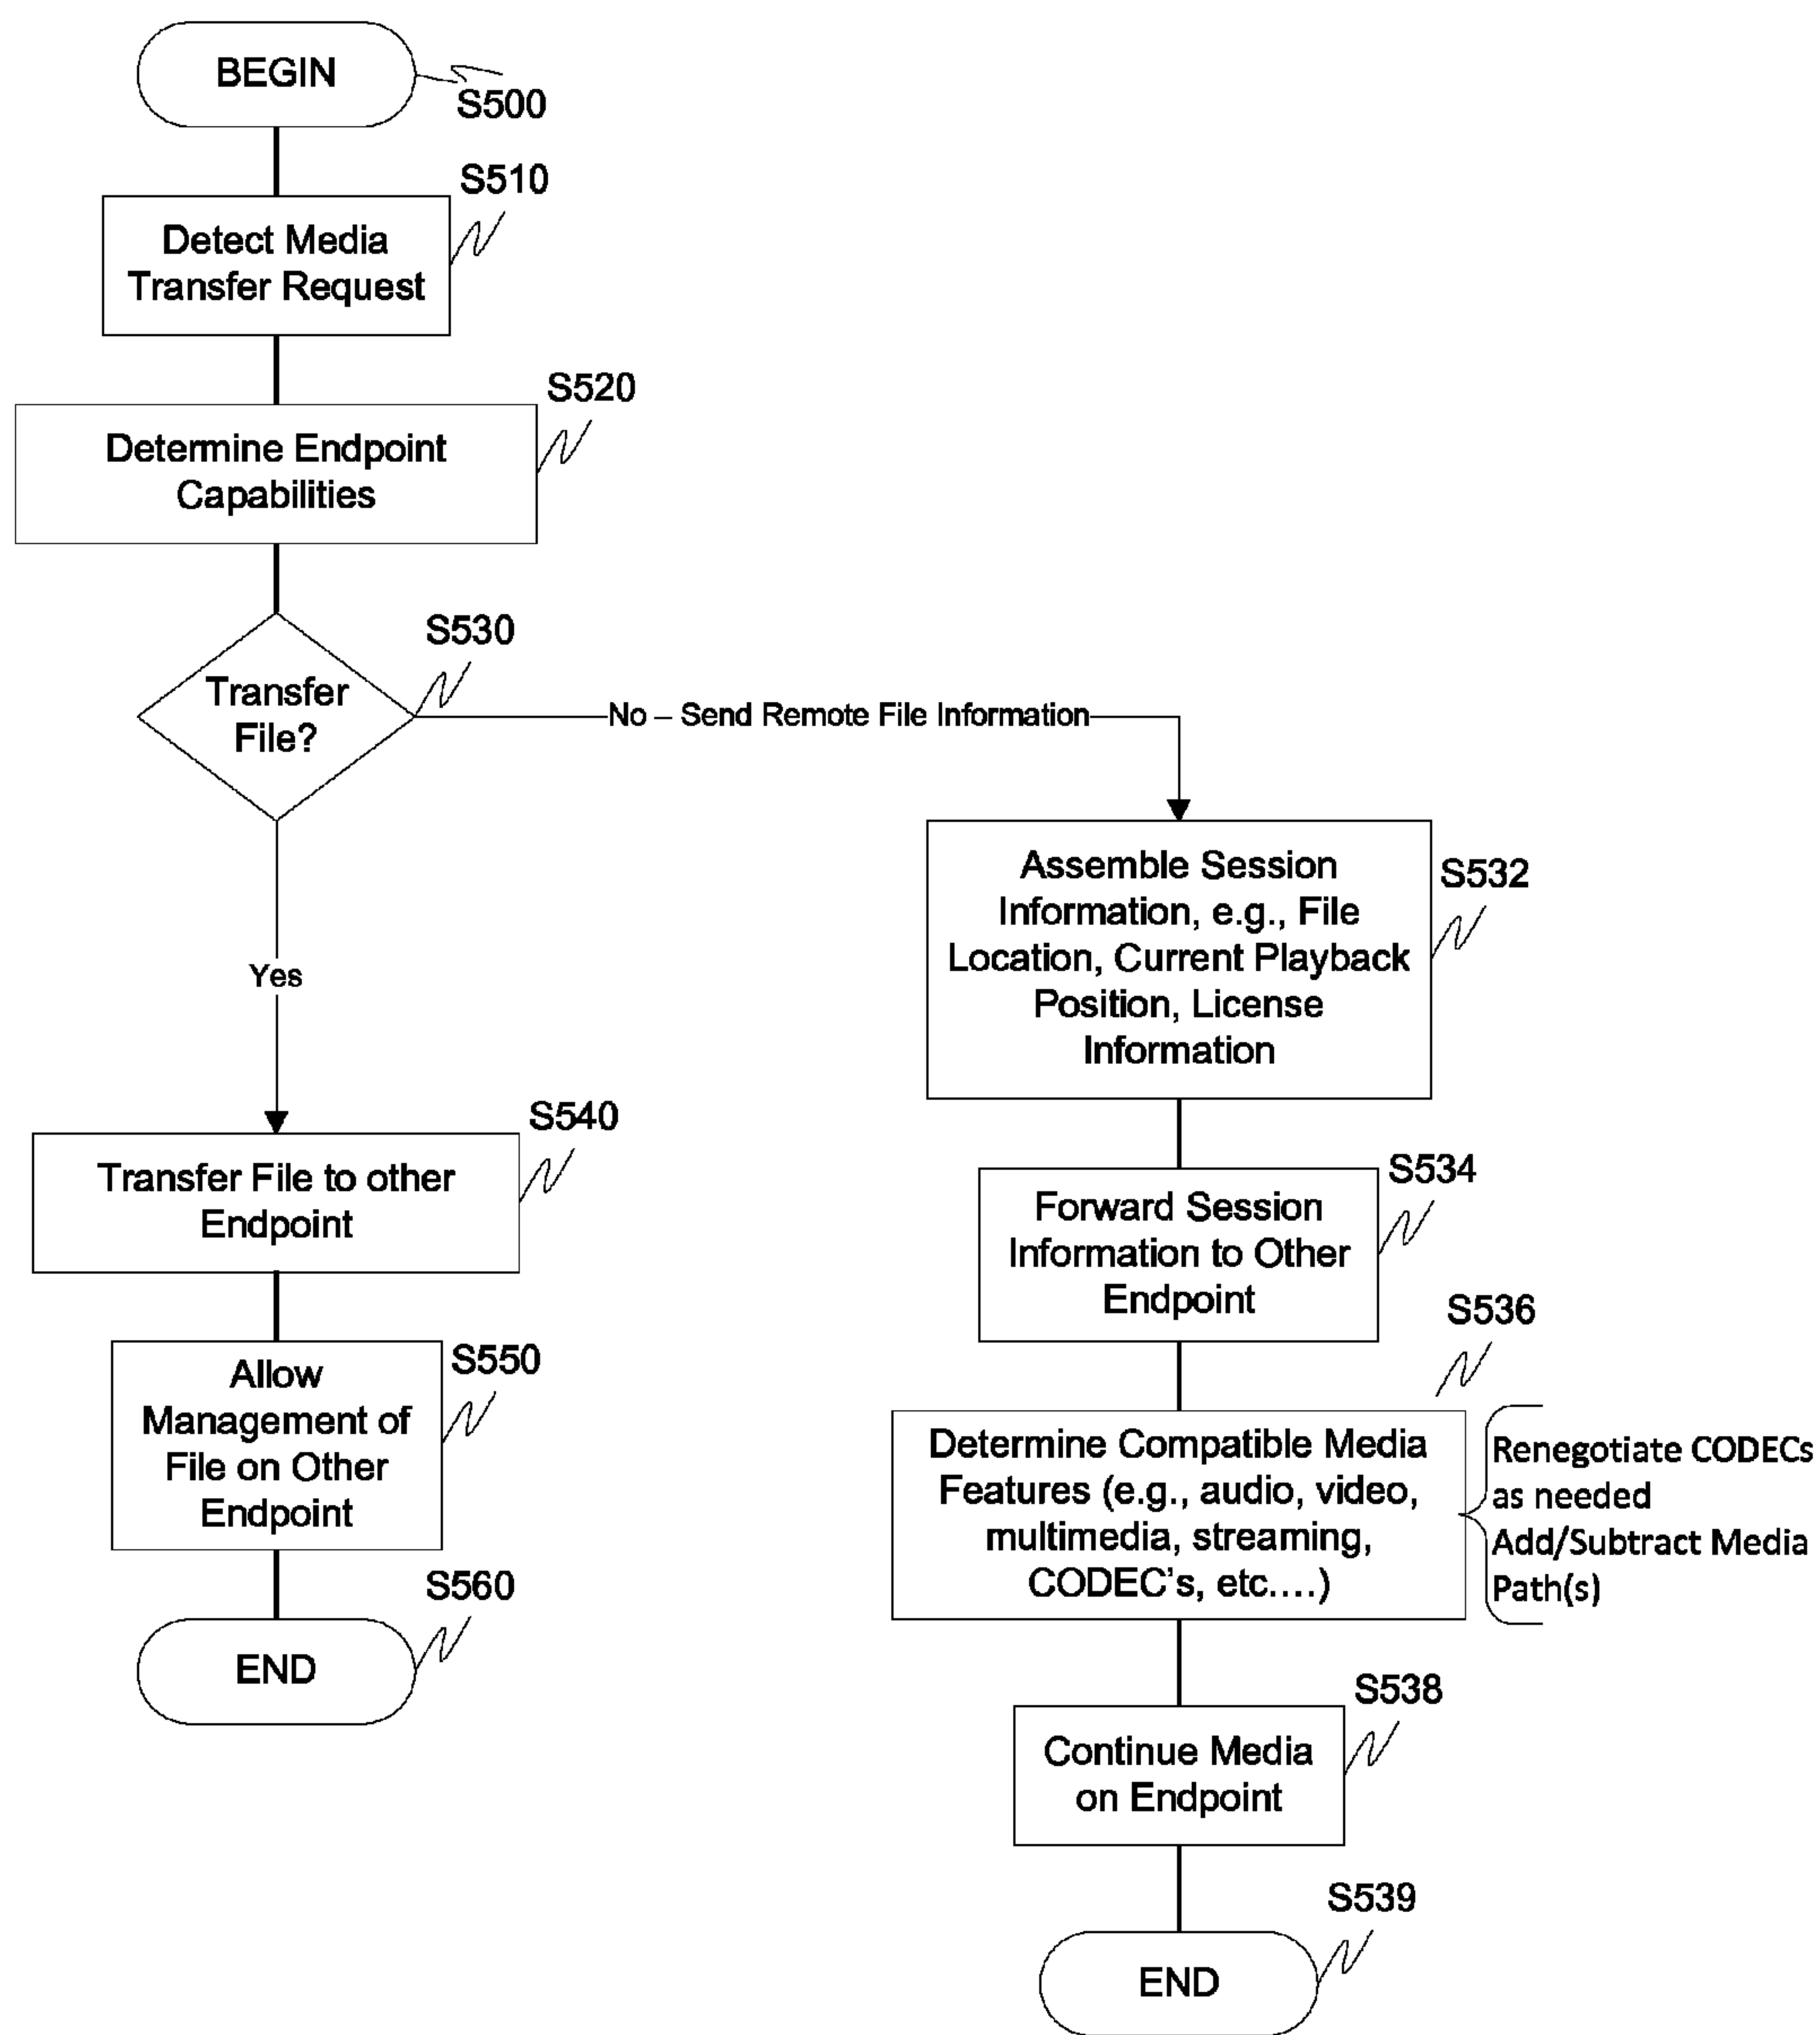 BEGIN
S500
S510
Detect Media
Transfer Request
S520
Determine Endpoint
Capabilities
S530
Transfer
File?
No – Send Remote File Information
Yes
S532
Assemble Session
Information, e.g., File
Location, Current Playback
Position, License
Information
S540
Transfer File to other
Endpoint
S534
Forward Session
Information to Other
Endpoint
S550
Allow
Management of
File on Other
Endpoint
S536
Determine Compatible Media
Features (e.g., audio, video,
multimedia, streaming,
CODEC's, etc....)
Renegotiate CODECs
as needed
Add/Subtract Media
Path(s)
S560
END
S538
Continue Media
on Endpoint
S539
END